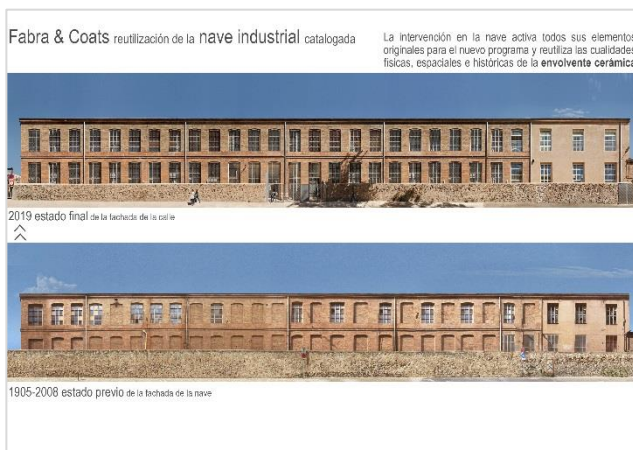 Fabra & Coats reutilización de la nave industrial catalogada
La intervención en la nave activa todos sus elementos
originales para el nuevo programa y reutiliza las cualidades
físicas, espaciales e históricas de la envolvente cerámica
2019 estado final de la fachada de la calle
1905-2008 estado previo de la fachada de la nave